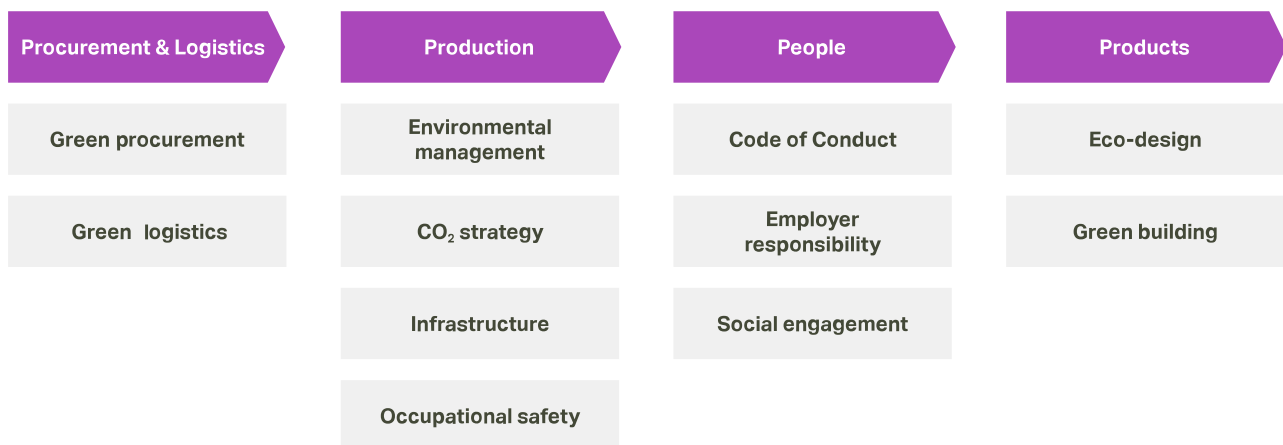 Procurement & Logistics
Green procurement
Green logistics
Production
Environmental
management
CO₂ strategy
Infrastructure
Occupational safety
People
Code of Conduct
Employer
responsibility
Social engagement
Products
Eco-design
Green building